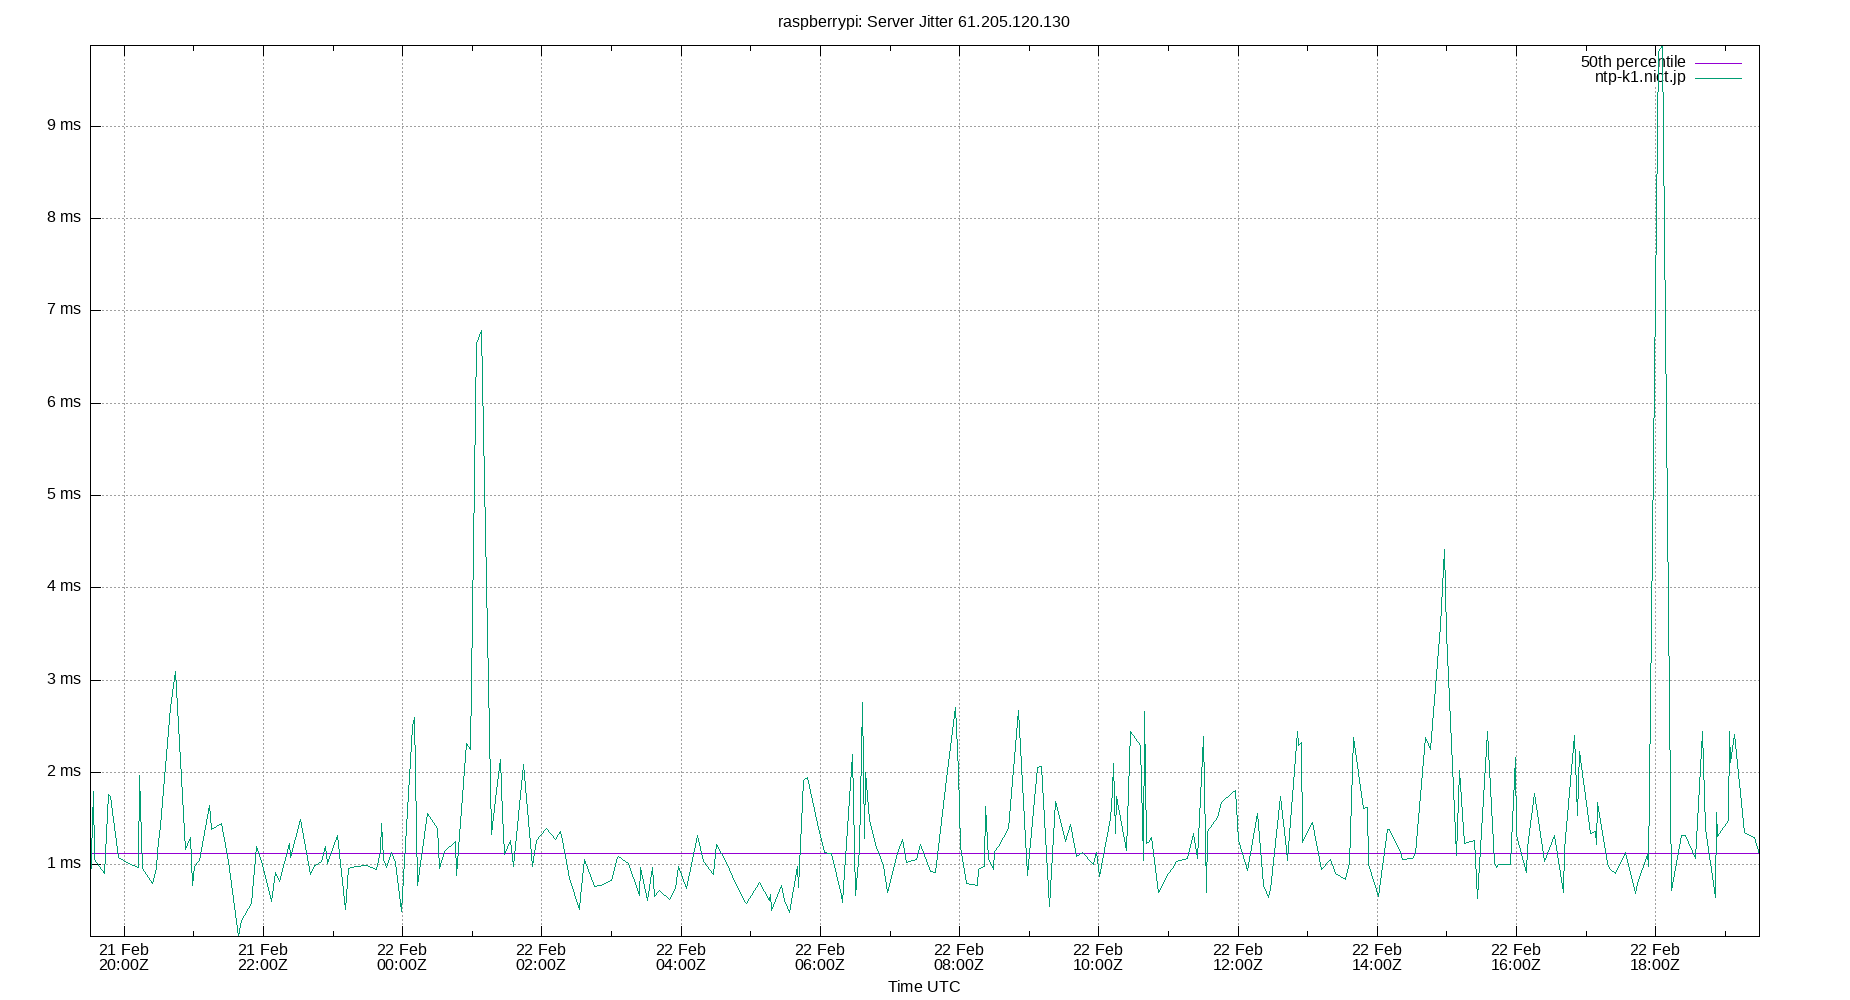 raspberrypi: Server Jitter 61.205.120.130
50th percentile
ntp-k1.nict.jp
9 ms
8 ms
7 ms
6 ms
5 ms
4 ms
3 ms
2 ms
1 ms
21 Feb 21 Feb 22 Feb 22 Feb 22 Feb 22 Feb 22 Feb 22 Feb 22 Feb 22 Feb 22 Feb 22 Feb
20:00Z 22:00Z 00:00Z 02:00Z 04:00Z 06:00Z 08:00Z 10:00Z 12:00Z 14:00Z 16:00Z 18:00Z
Time UTC